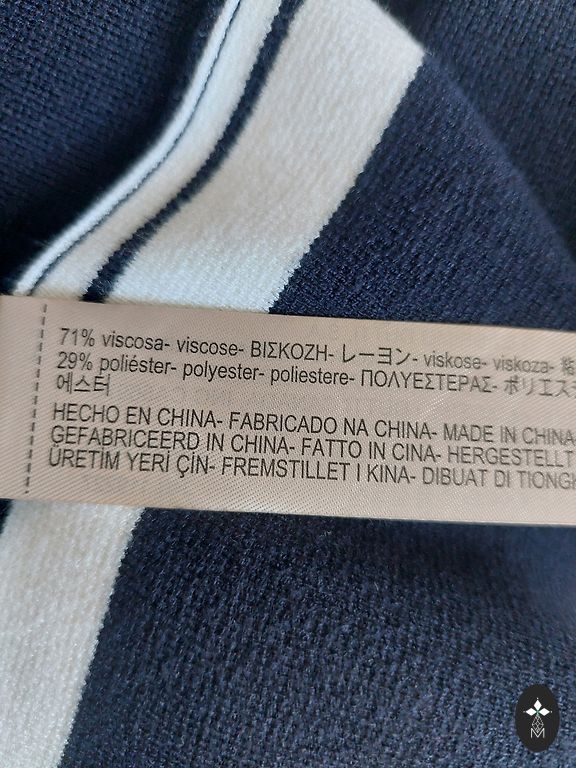 71% viscosa- viscose- ΒΙΣΚΟΖΗ- レーヨン- viskose- viskoza- 粘
29% poliéster- polyester- poliestere- ΠΟΛΥΕΣΤΕΡΑΣ- ポリエス
에스터
HECHO EN CHINA- FABRICADO NA CHINA- MADE IN CHINA-
GEFABRICEERD IN CHINA- FATTO IN CINA- HERGESTELLT
ÜRETİM YERİ ÇİN- FREMSTILLET I KINA- DIBUAT DI TIONGK
M